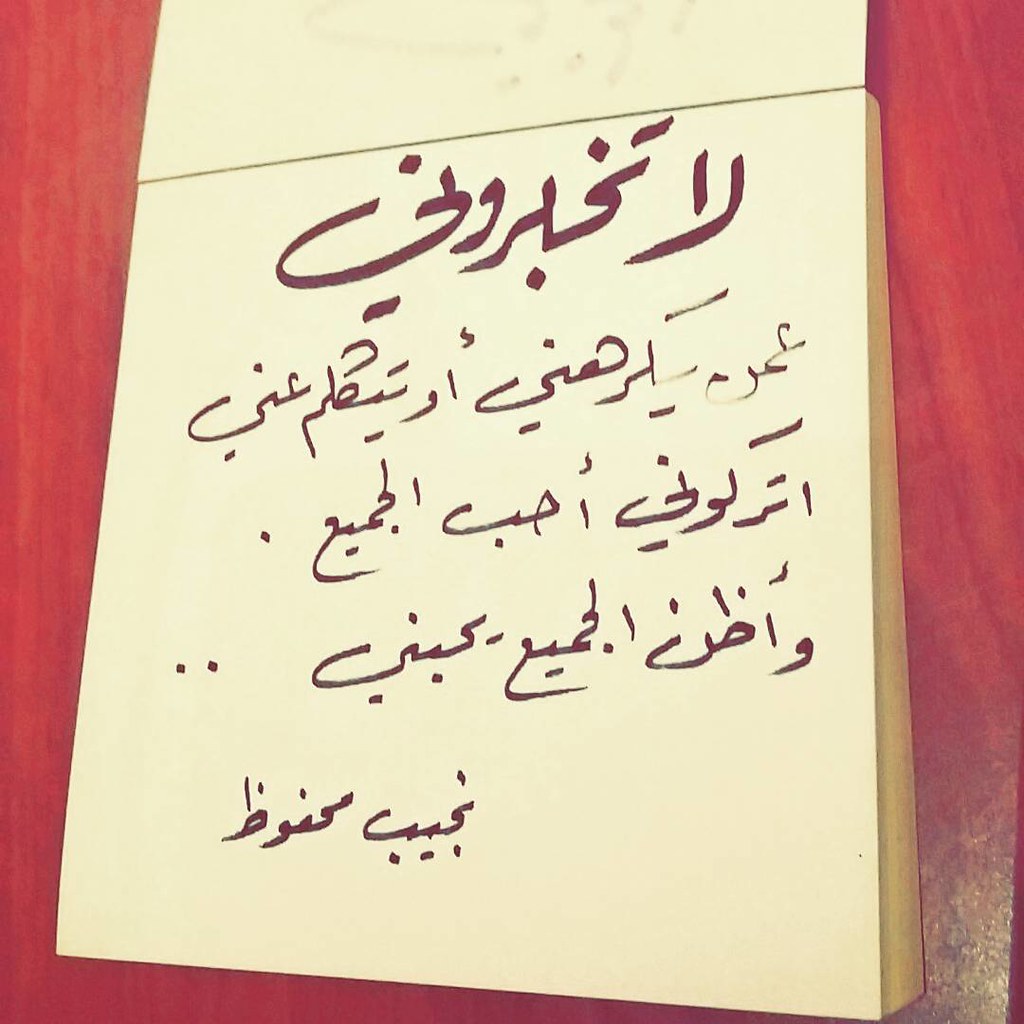 لا تخبروني
عمن يكرهني أو يتكلم عني
اتركوني أحب الجميع .
وأظن الجميع يحبني ..
نجيب محفوظ